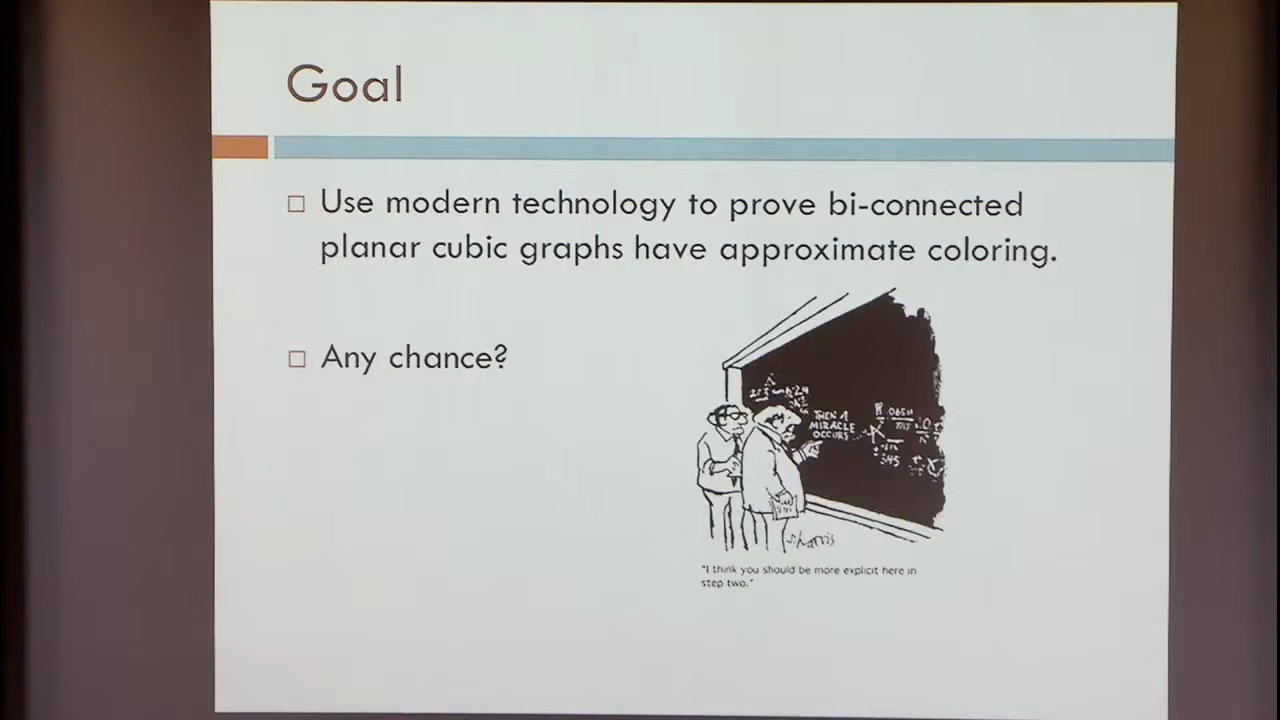 Goal
Use modern technology to prove bi-connected
planar cubic graphs have approximate coloring.
Any chance?
THEN A
MIRACLE
OCCURS
S. Harris
"I think you should be more explicit here in
step two."